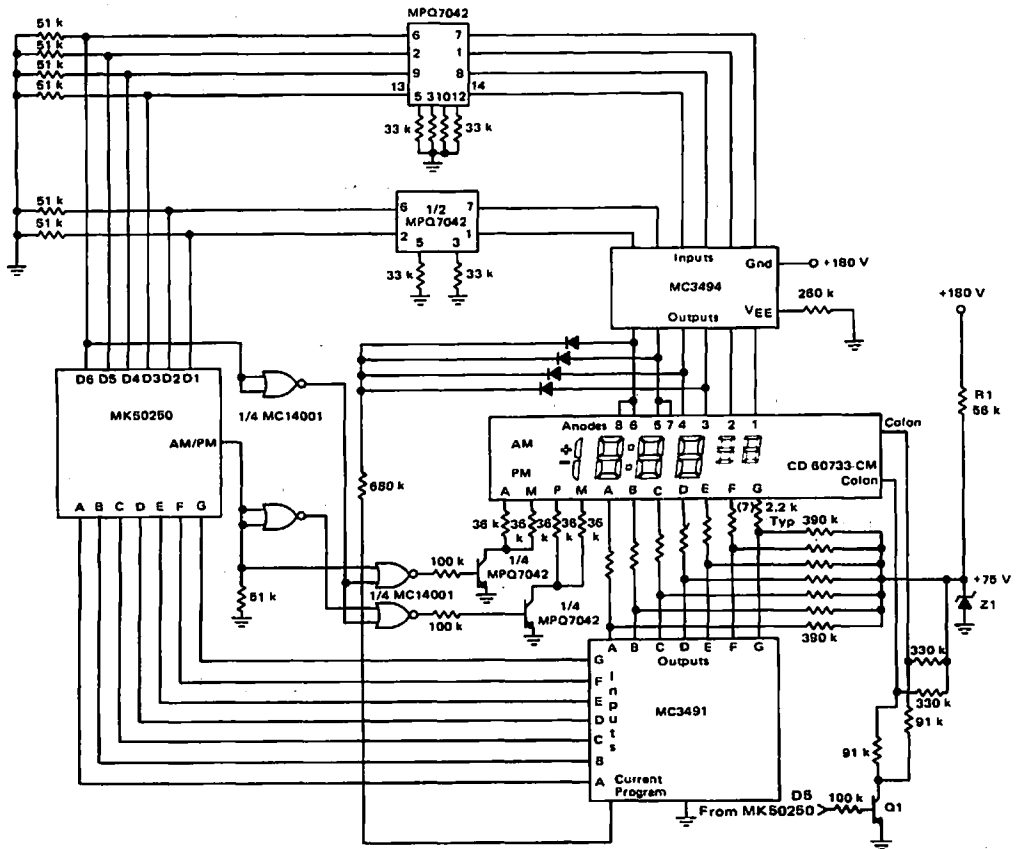 MPQ7042
51 k
51 k
51 k
51 k
6 7
2 1
9 8
13 14
5 3 10 12
33 k 33 k
51 k
51 k
6 1/2 7
MPQ7042
2 5 3 1
33 k 33 k
Inputs Gnd +180 V
MC3494
Outputs VEE
260 k
+180 V
R1
56 k
D6 D5 D4 D3 D2 D1
MK50250
1/4 MC14001
AM/PM
A B C D E F G
51 k
680 k
Anodes 8 6 5 7 4 3 2 1
Colon
AM
PM
+
−
CD 60733-CM
Colon
A M P M A B C D E F G
36 k 36 k 36 k 36 k
(7) 2.2 k
Typ
390 k
100 k
1/4
MPQ7042
1/4 MC14001
100 k
1/4
MPQ7042
390 k
+75 V
Z1
A B C D E F G
Outputs
MC3491
G
F
E
D
C
B
A
Inputs
Current
Program
330 k
330 k
91 k
91 k
From MK50250
D5
100 k
Q1